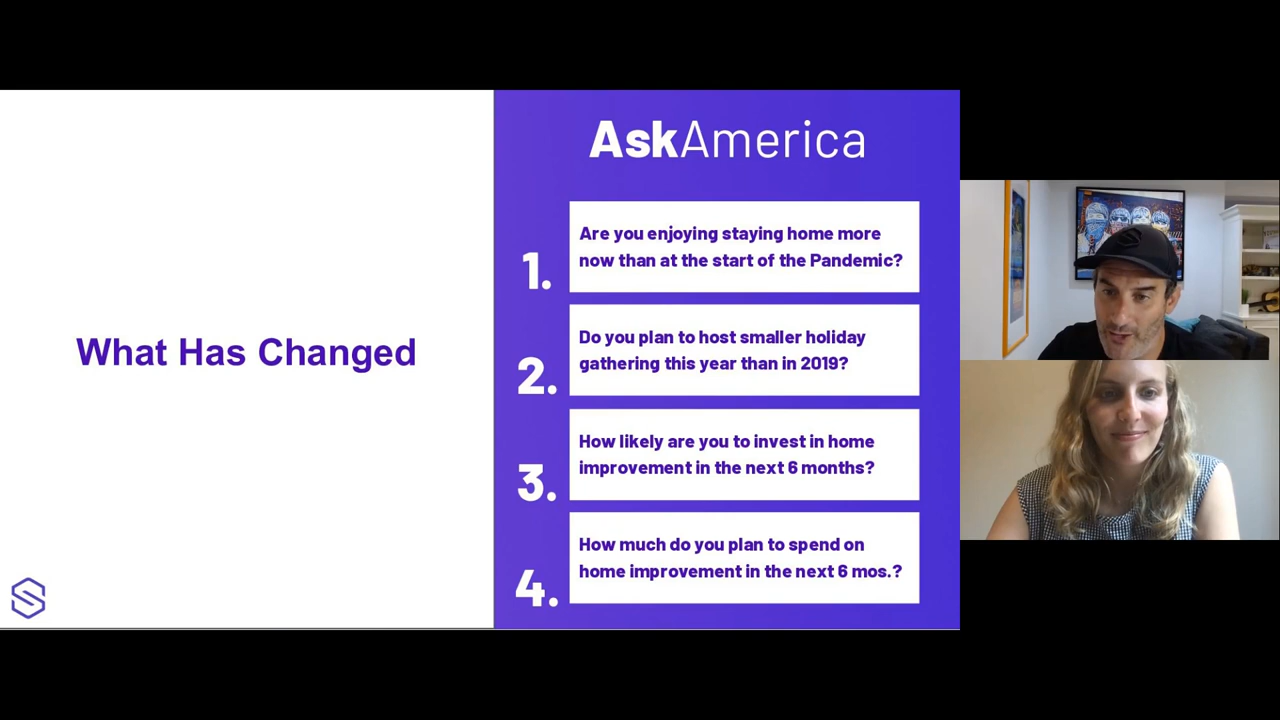 What Has Changed
AskAmerica
1.
Are you enjoying staying home more
now than at the start of the Pandemic?
2.
Do you plan to host smaller holiday
gathering this year than in 2019?
3.
How likely are you to invest in home
improvement in the next 6 months?
4.
How much do you plan to spend on
home improvement in the next 6 mos.?